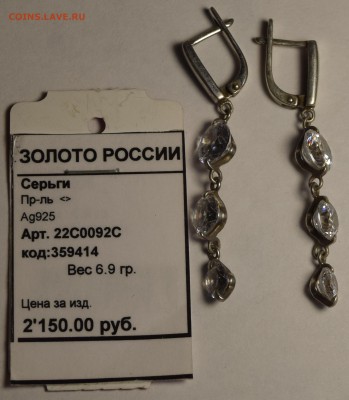 COINS.LAVE.RU
ЗОЛОТО РОССИИ
Серьги
Пр-ль <>
Ag925
Арт. 22С0092С
код:359414
Вес 6.9 гр.
Цена за изд.
2'150.00 руб.